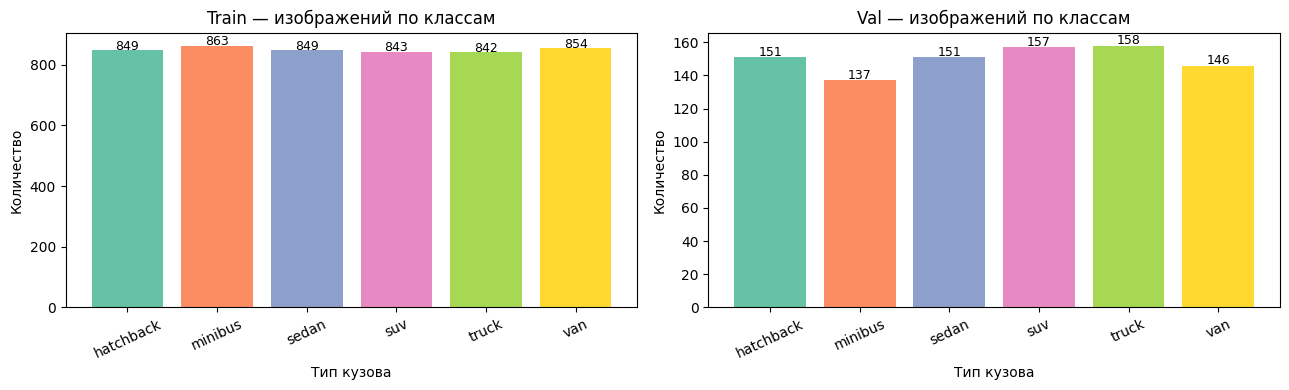 Train — изображений по классам
849 863 849 843 842 854
800
600
400
200
0
Количество
hatchback minibus sedan suv truck van
Тип кузова
Val — изображений по классам
151 137 151 157 158 146
160
140
120
100
80
60
40
20
0
Количество
hatchback minibus sedan suv truck van
Тип кузова